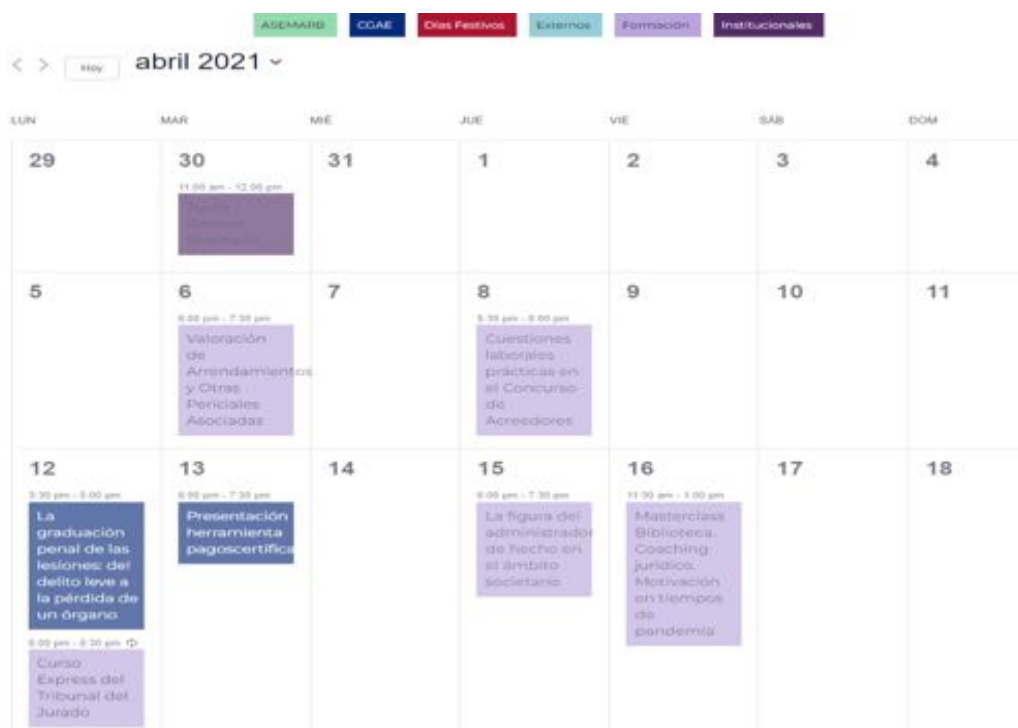 ASEMARB CGAE Días Festivos Externos Formación Institucionales
< > Hoy abril 2021
LUN MAR MIÉ JUE VIE SÁB DOM
29 30 31 1 2 3 4
11:00 am - 12:00 pm
5 6 7 8 9 10 11
6:00 pm - 7:30 pm
Valoración
de
Arrendamientos
y Otras
Periciales
Asociadas
5:30 pm - 8:00 pm
Cuestiones
laborales
prácticas en
el Concurso
de
Acreedores
12 13 14 15 16 17 18
3:30 pm - 5:00 pm
La
graduación
penal de las
lesiones: del
delito leve a
la pérdida de
un órgano
6:00 pm - 8:30 pm
Curso
Express del
Tribunal del
Jurado
6:00 pm - 7:30 pm
Presentación
herramienta
pagoscertifica
6:00 pm - 7:30 pm
La figura del
administrador
de hecho en
el ámbito
societario
11:30 am - 1:00 pm
Masterclass
Biblioteca.
Coaching
jurídico.
Motivación
en tiempos
de
pandemia